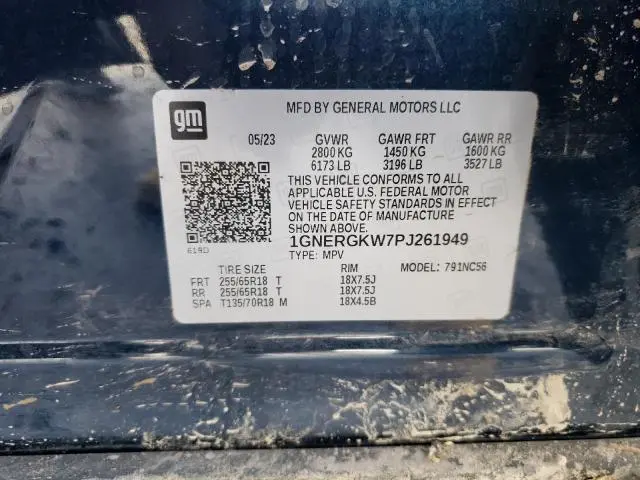 gm
MFD BY GENERAL MOTORS LLC
05/23 GVWR GAWR FRT GAWR RR
2800 KG 1450 KG 1600 KG
6173 LB 3196 LB 3527 LB
THIS VEHICLE CONFORMS TO ALL
APPLICABLE U.S. FEDERAL MOTOR
VEHICLE SAFETY STANDARDS IN EFFECT
ON THE DATE OF MANUFACTURE
SHOWN ABOVE.
1GNERGKW7PJ261949
619D
TYPE: MPV MODEL: 791NC56
TIRE SIZE RIM
FRT 255/65R18 T 18X7.5J
RR 255/65R18 T 18X7.5J
SPA T135/70R18 M 18X4.5B